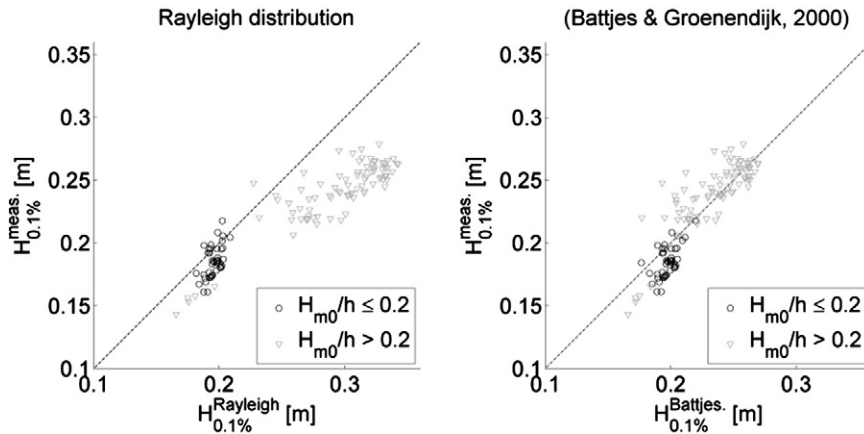 Rayleigh distribution
0.35
0.3
0.25
0.2
0.15
0.1
H0.1%meas. [m]
0.1
0.2
0.3
H0.1%Rayleigh [m]
Hm0/h ≤ 0.2
Hm0/h > 0.2
(Battjes & Groenendijk, 2000)
0.35
0.3
0.25
0.2
0.15
0.1
H0.1%meas. [m]
0.1
0.2
0.3
H0.1%Battjes. [m]
Hm0/h ≤ 0.2
Hm0/h > 0.2